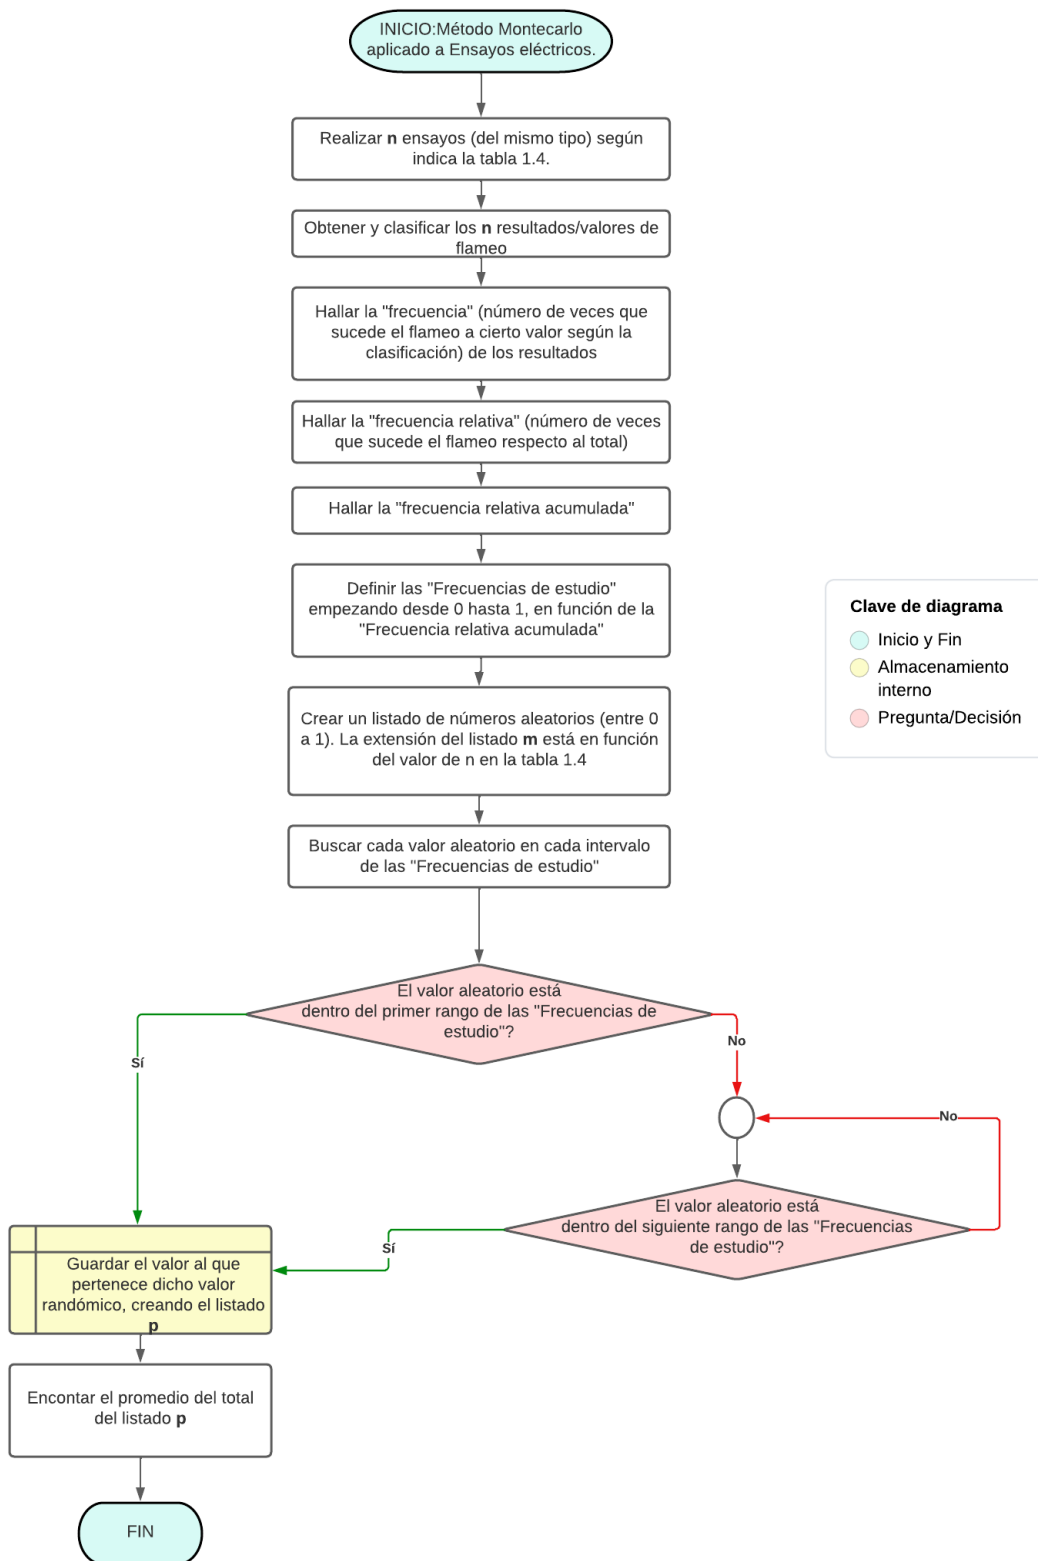 INICIO:Método Montecarlo
aplicado a Ensayos eléctricos.
Realizar n ensayos (del mismo tipo) según
indica la tabla 1.4.
Obtener y clasificar los n resultados/valores de
flameo
Hallar la "frecuencia" (número de veces que
sucede el flameo a cierto valor según la
clasificación) de los resultados
Hallar la "frecuencia relativa" (número de veces
que sucede el flameo respecto al total)
Hallar la "frecuencia relativa acumulada"
Definir las "Frecuencias de estudio"
empezando desde 0 hasta 1, en función de la
"Frecuencia relativa acumulada"
Clave de diagrama
Inicio y Fin
Almacenamiento
interno
Pregunta/Decisión
Crear un listado de números aleatorios (entre 0
a 1). La extensión del listado m está en función
del valor de n en la tabla 1.4
Buscar cada valor aleatorio en cada intervalo
de las "Frecuencias de estudio"
El valor aleatorio está
dentro del primer rango de las "Frecuencias de
estudio"?
Sí
No
No
El valor aleatorio está
dentro del siguiente rango de las "Frecuencias
de estudio"?
Sí
Guardar el valor al que
pertenece dicho valor
randómico, creando el listado
p
Encontar el promedio del total
del listado p
FIN